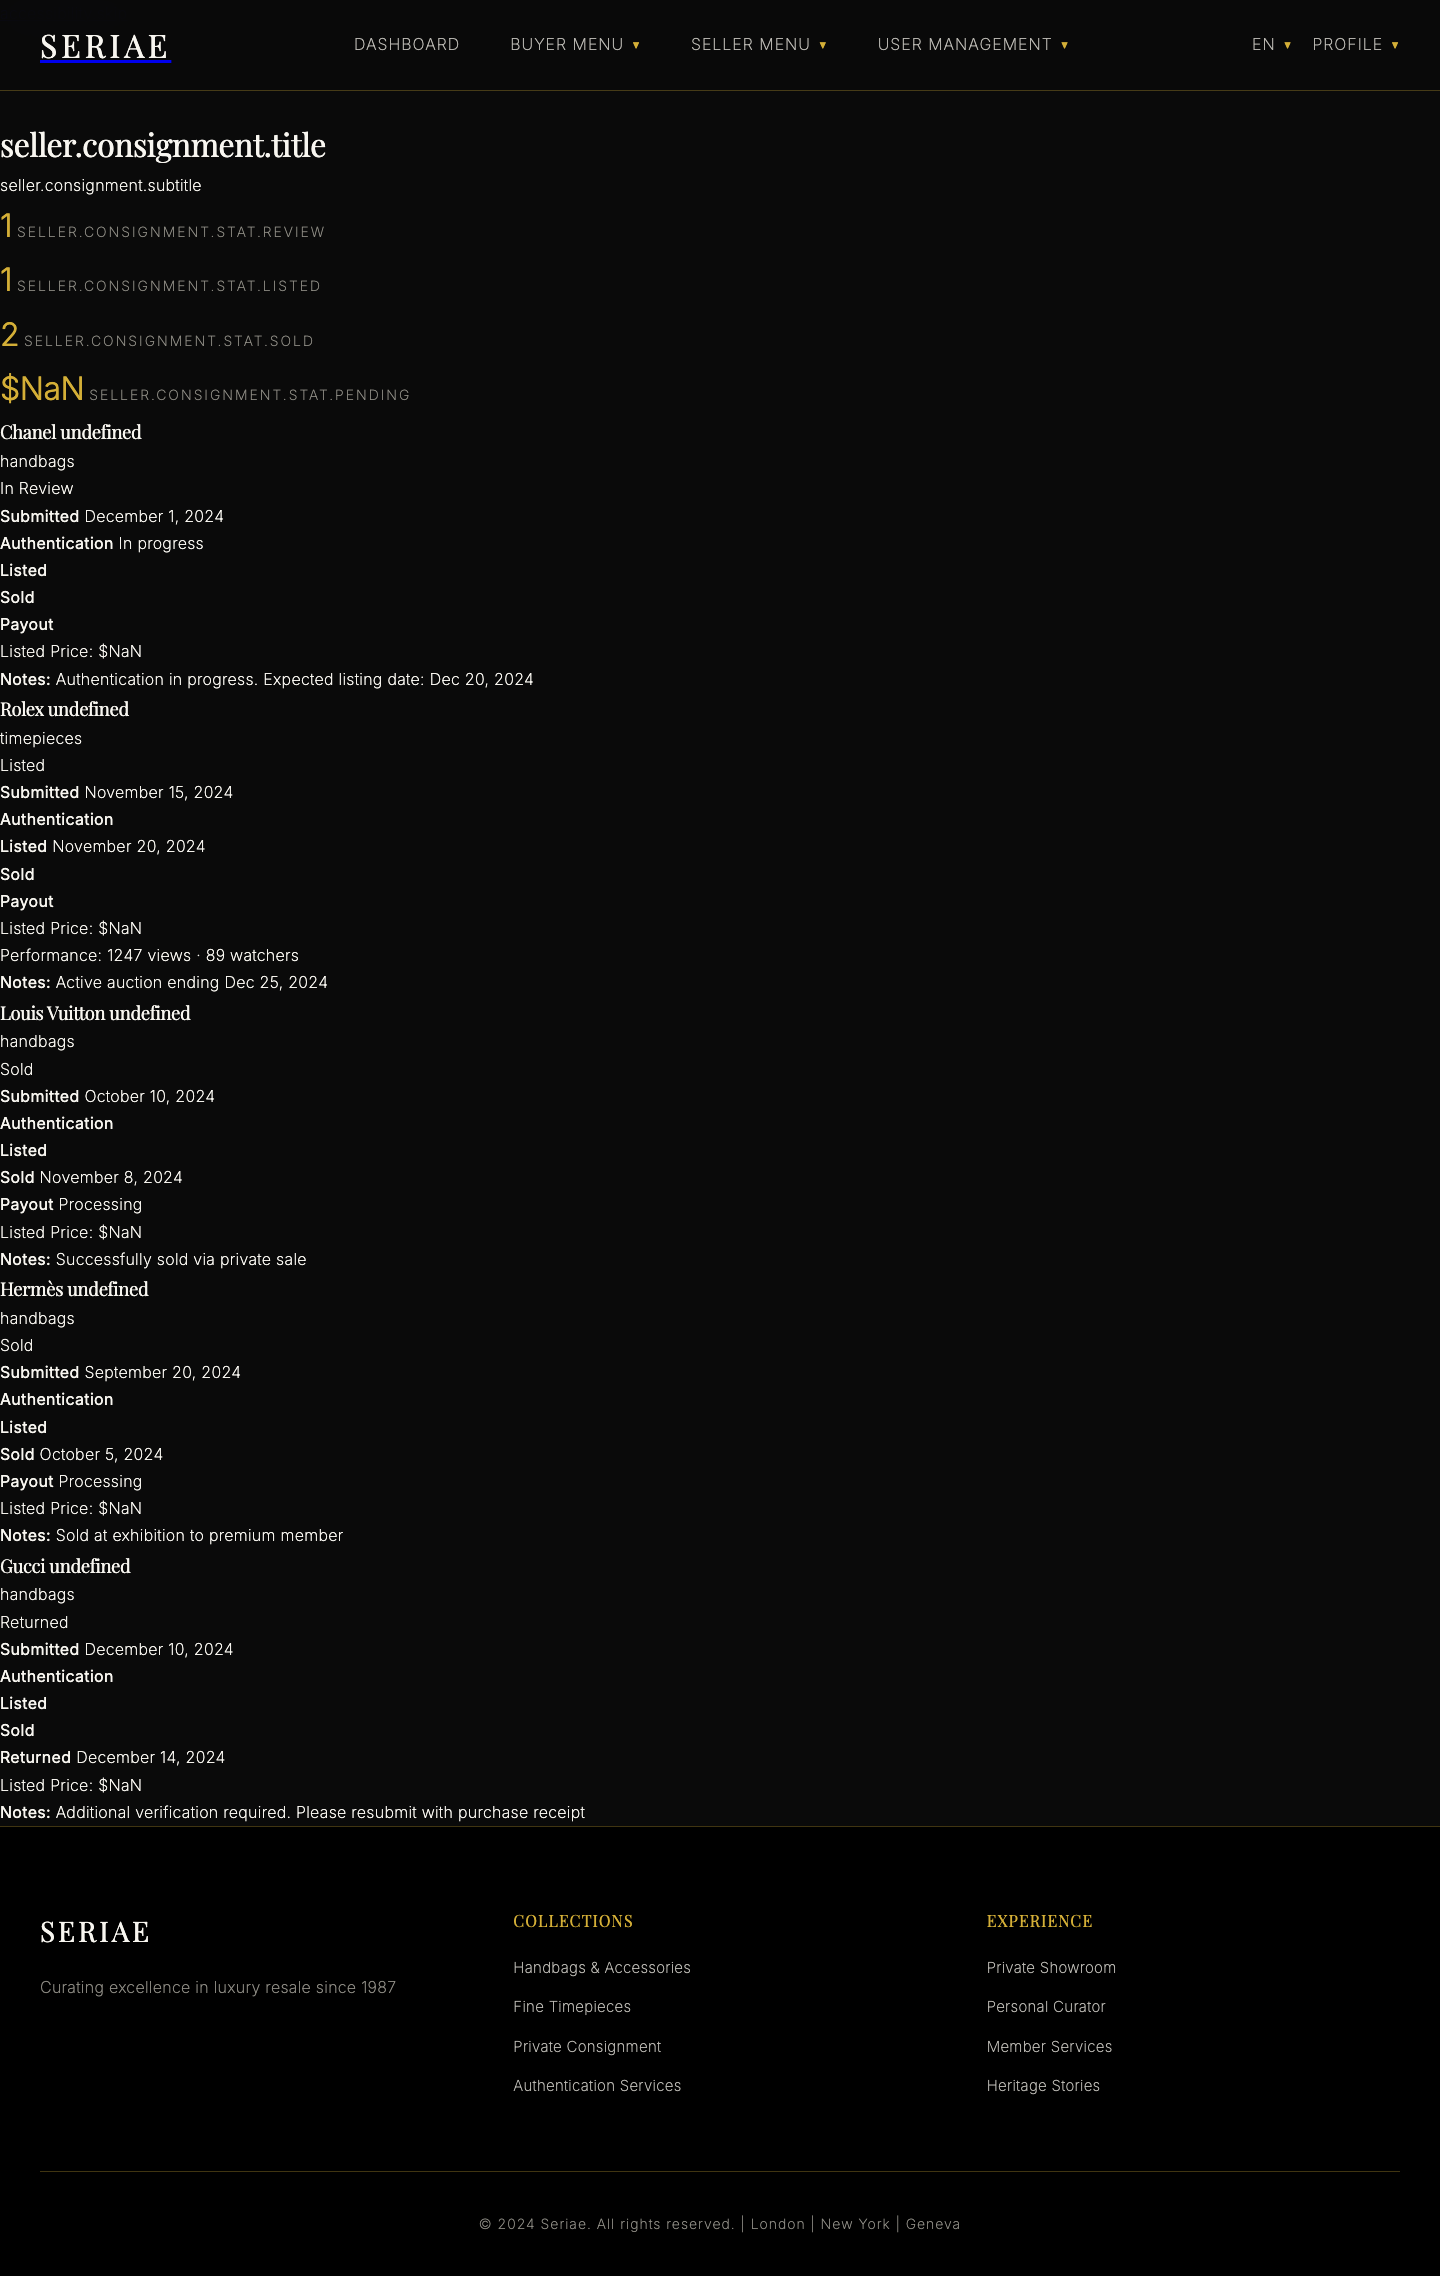 SERIAE
DASHBOARD
BUYER MENU ▼
SELLER MENU ▼
USER MANAGEMENT ▼
EN ▼
PROFILE ▼
seller.consignment.title
seller.consignment.subtitle
1 SELLER.CONSIGNMENT.STAT.REVIEW
1 SELLER.CONSIGNMENT.STAT.LISTED
2 SELLER.CONSIGNMENT.STAT.SOLD
$NaN SELLER.CONSIGNMENT.STAT.PENDING
Chanel undefined
handbags
In Review
Submitted December 1, 2024
Authentication In progress
Listed
Sold
Payout
Listed Price: $NaN
Notes: Authentication in progress. Expected listing date: Dec 20, 2024
Rolex undefined
timepieces
Listed
Submitted November 15, 2024
Authentication
Listed November 20, 2024
Sold
Payout
Listed Price: $NaN
Performance: 1247 views · 89 watchers
Notes: Active auction ending Dec 25, 2024
Louis Vuitton undefined
handbags
Sold
Submitted October 10, 2024
Authentication
Listed
Sold November 8, 2024
Payout Processing
Listed Price: $NaN
Notes: Successfully sold via private sale
Hermès undefined
handbags
Sold
Submitted September 20, 2024
Authentication
Listed
Sold October 5, 2024
Payout Processing
Listed Price: $NaN
Notes: Sold at exhibition to premium member
Gucci undefined
handbags
Returned
Submitted December 10, 2024
Authentication
Listed
Sold
Returned December 14, 2024
Listed Price: $NaN
Notes: Additional verification required. Please resubmit with purchase receipt
SERIAE
Curating excellence in luxury resale since 1987
COLLECTIONS
Handbags & Accessories
Fine Timepieces
Private Consignment
Authentication Services
EXPERIENCE
Private Showroom
Personal Curator
Member Services
Heritage Stories
© 2024 Seriae. All rights reserved. | London | New York | Geneva